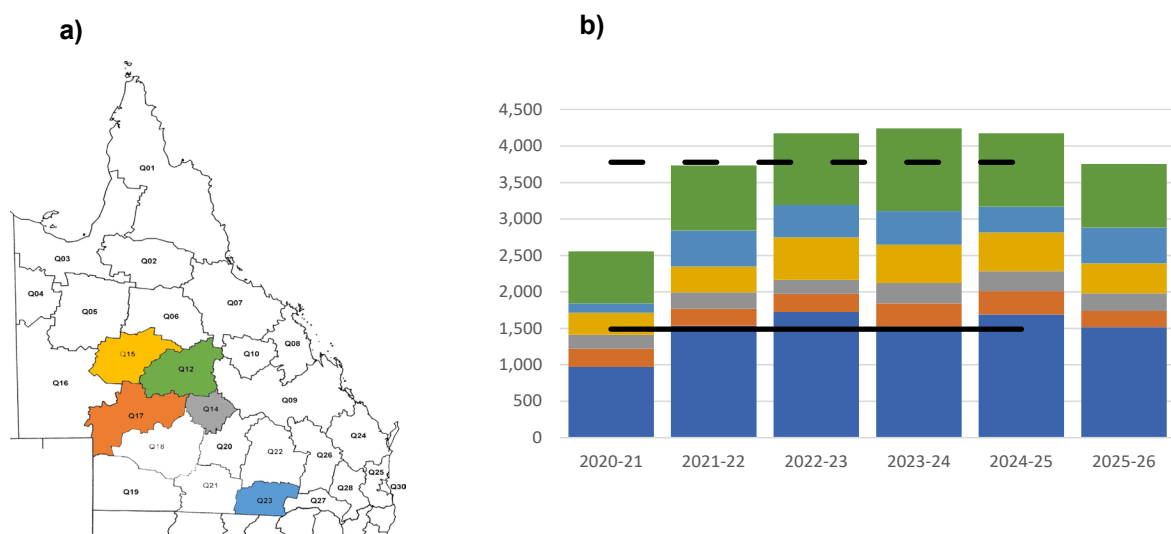 a)
Q01
Q03
Q02
Q04
Q05
Q06
Q07
Q08
Q10
Q15
Q12
Q16
Q09
Q17
Q14
Q18
Q20
Q22
Q26
Q24
Q25
Q19
Q21
Q23
Q27
Q28
Q30
b)
4,500
4,000
3,500
3,000
2,500
2,000
1,500
1,000
500
0
2020-21 2021-22 2022-23 2023-24 2024-25 2025-26